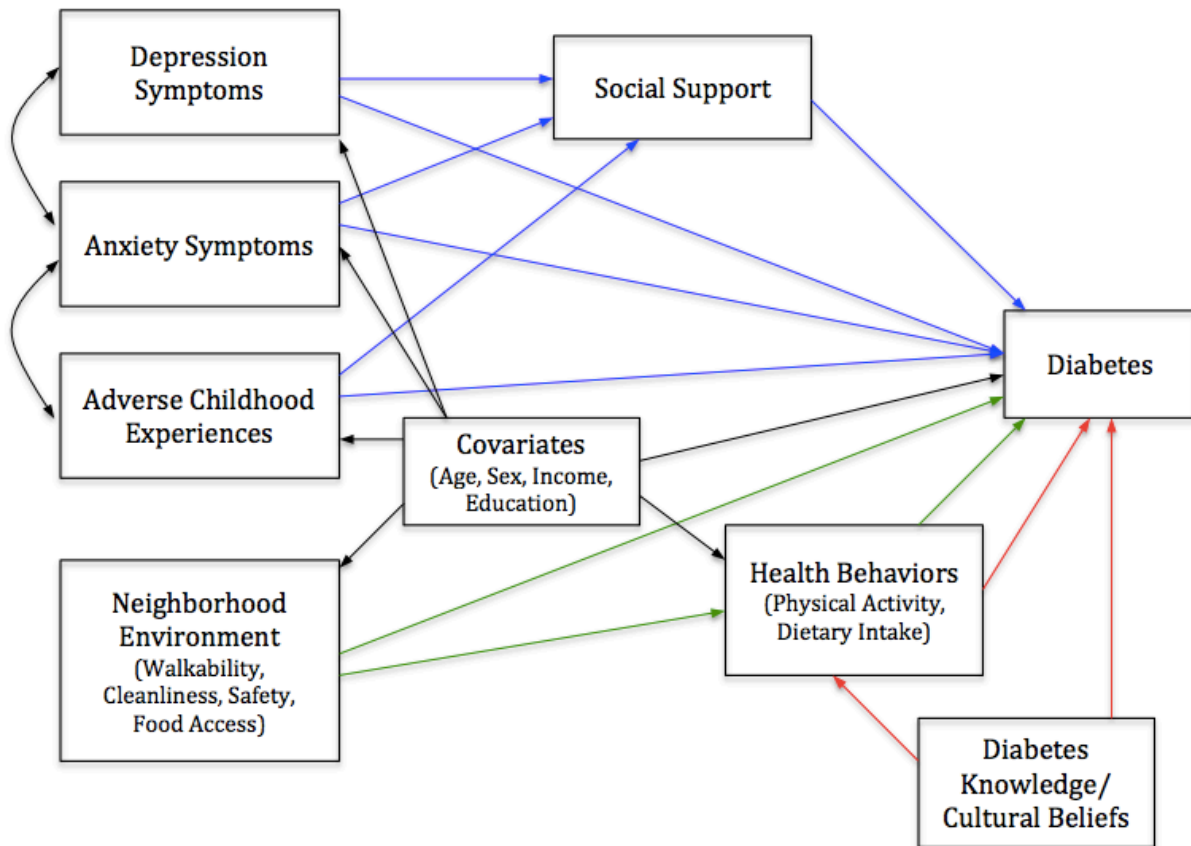 Depression
Symptoms
Social Support
Anxiety Symptoms
Adverse Childhood
Experiences
Diabetes
Covariates
(Age, Sex, Income,
Education)
Neighborhood
Environment
(Walkability,
Cleanliness, Safety,
Food Access)
Health Behaviors
(Physical Activity,
Dietary Intake)
Diabetes
Knowledge/
Cultural Beliefs